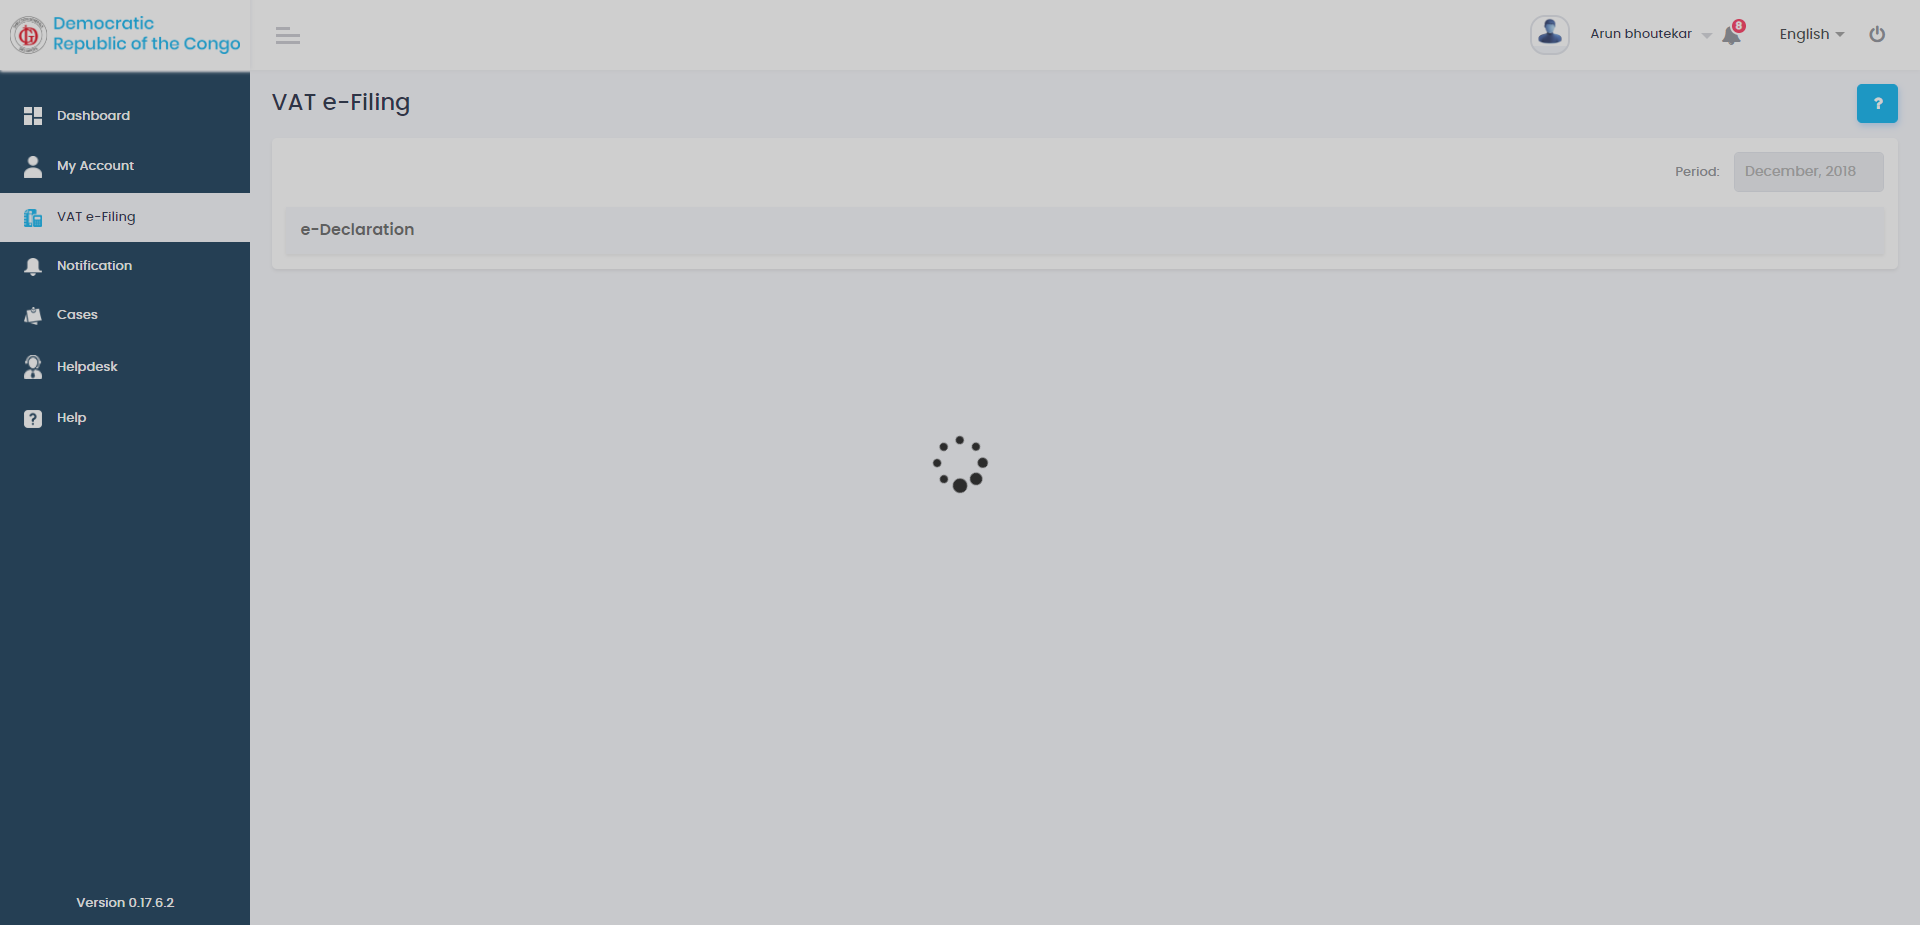 Democratic
Republic of the Congo
Arun bhoutekar
8
English
Dashboard
My Account
VAT e-Filing
Notification
Cases
Helpdesk
Help
Version 0.17.6.2
VAT e-Filing
?
Period:
December, 2018
e-Declaration